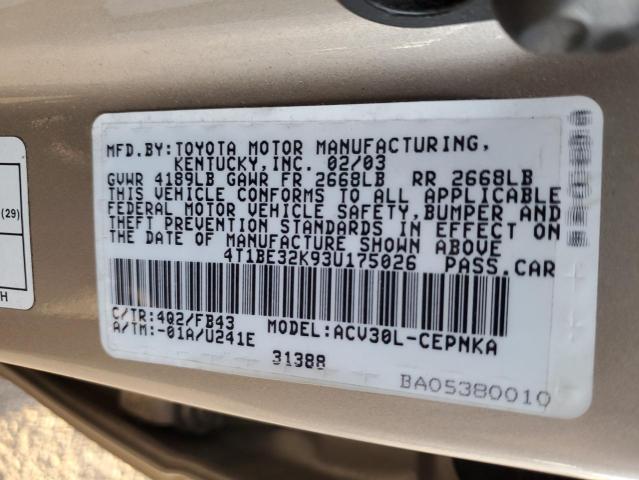 MFD.BY:TOYOTA MOTOR MANUFACTURING,
KENTUCKY,INC. 02/03
GVWR 4189LB GAWR FR 2668LB RR 2668LB
THIS VEHICLE CONFORMS TO ALL APPLICABLE
FEDERAL MOTOR VEHICLE SAFETY,BUMPER AND
THEFT PREVENTION STANDARDS IN EFFECT ON
THE DATE OF MANUFACTURE SHOWN ABOVE
4T1BE32K93U175026 PASS.CAR
C/TR:4Q2/FB43 MODEL:ACV30L-CEPNKA
A/TM:-01A/U241E
31388
BA05380010
(29)
H